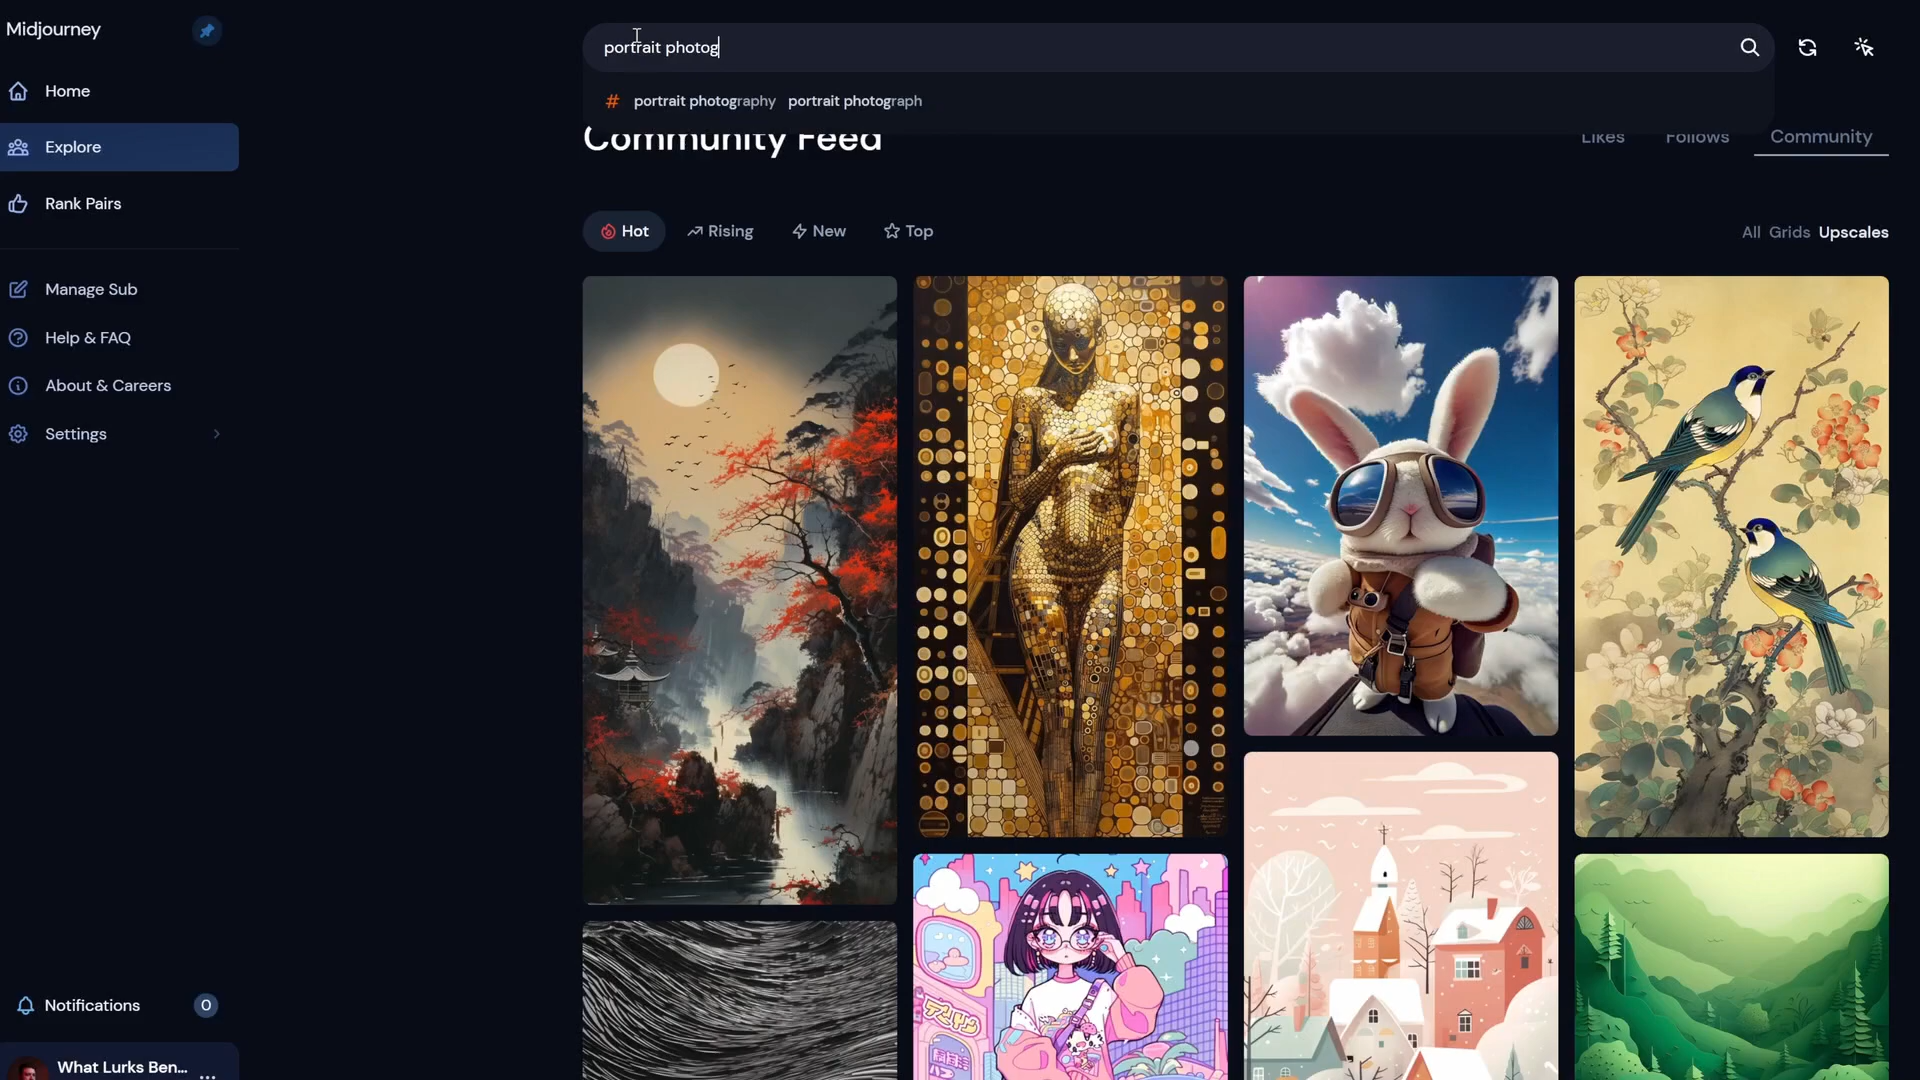 Midjourney
portrait photog
Home
# portrait photography portrait photograph
Community Feed
Likes Follows Community
Explore
Rank Pairs
Hot Rising New Top
All Grids Upscales
Manage Sub
Help & FAQ
About & Careers
Settings
Notifications 0
What Lurks Ben...